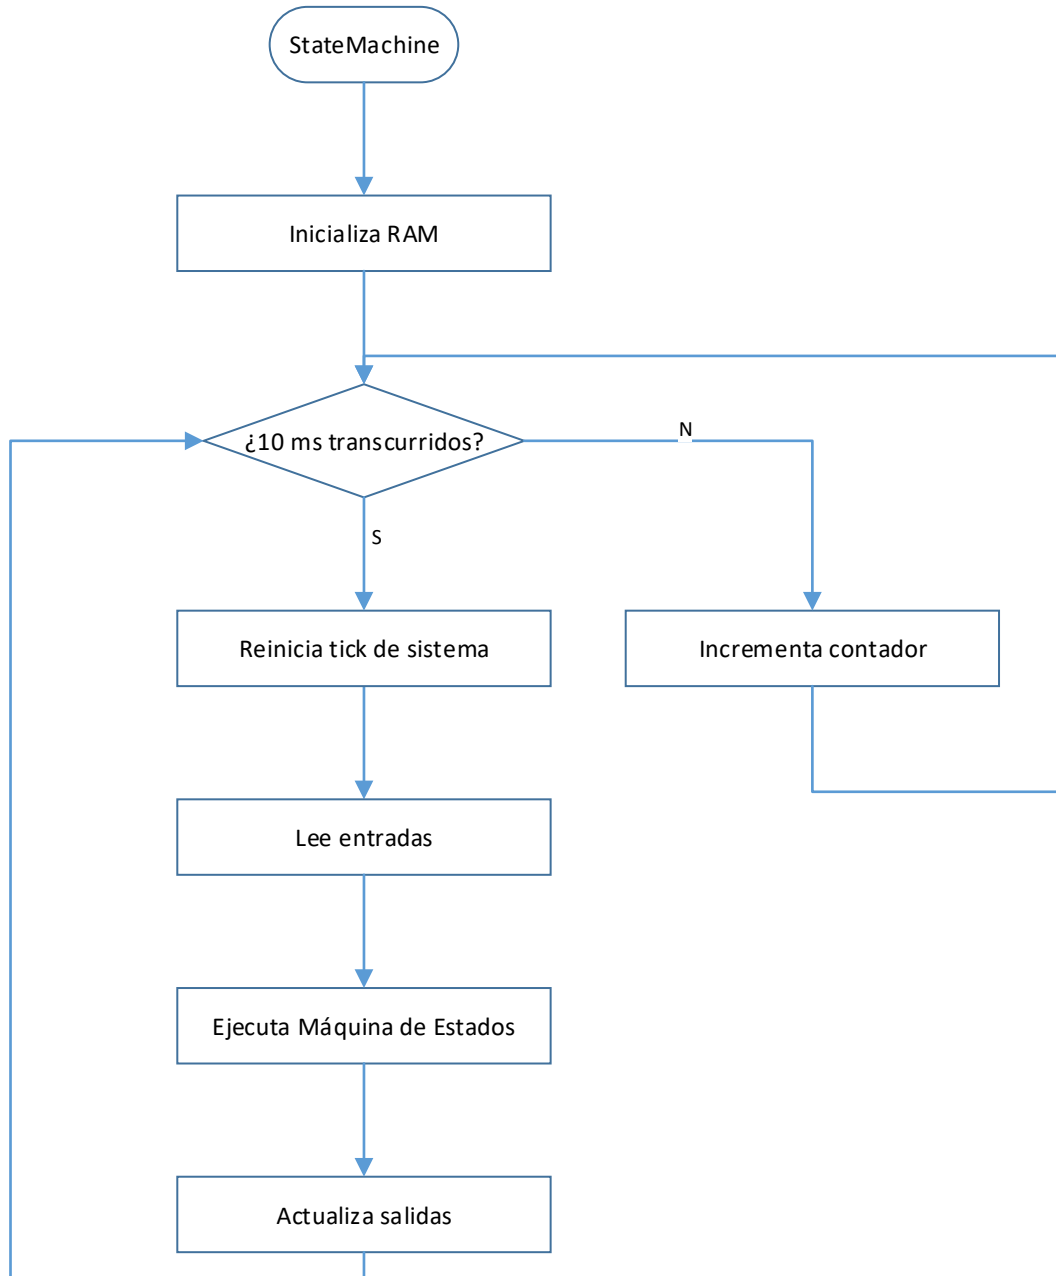 StateMachine
Inicializa RAM
¿10 ms transcurridos?
N
S
Reinicia tick de sistema
Incrementa contador
Lee entradas
Ejecuta Máquina de Estados
Actualiza salidas